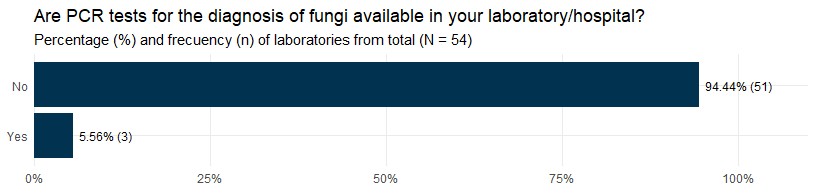 Are PCR tests for the diagnosis of fungi available in your laboratory/hospital?
Percentage (%) and frecuency (n) of laboratories from total (N = 54)
No 94.44% (51)
Yes 5.56% (3)
0% 25% 50% 75% 100%